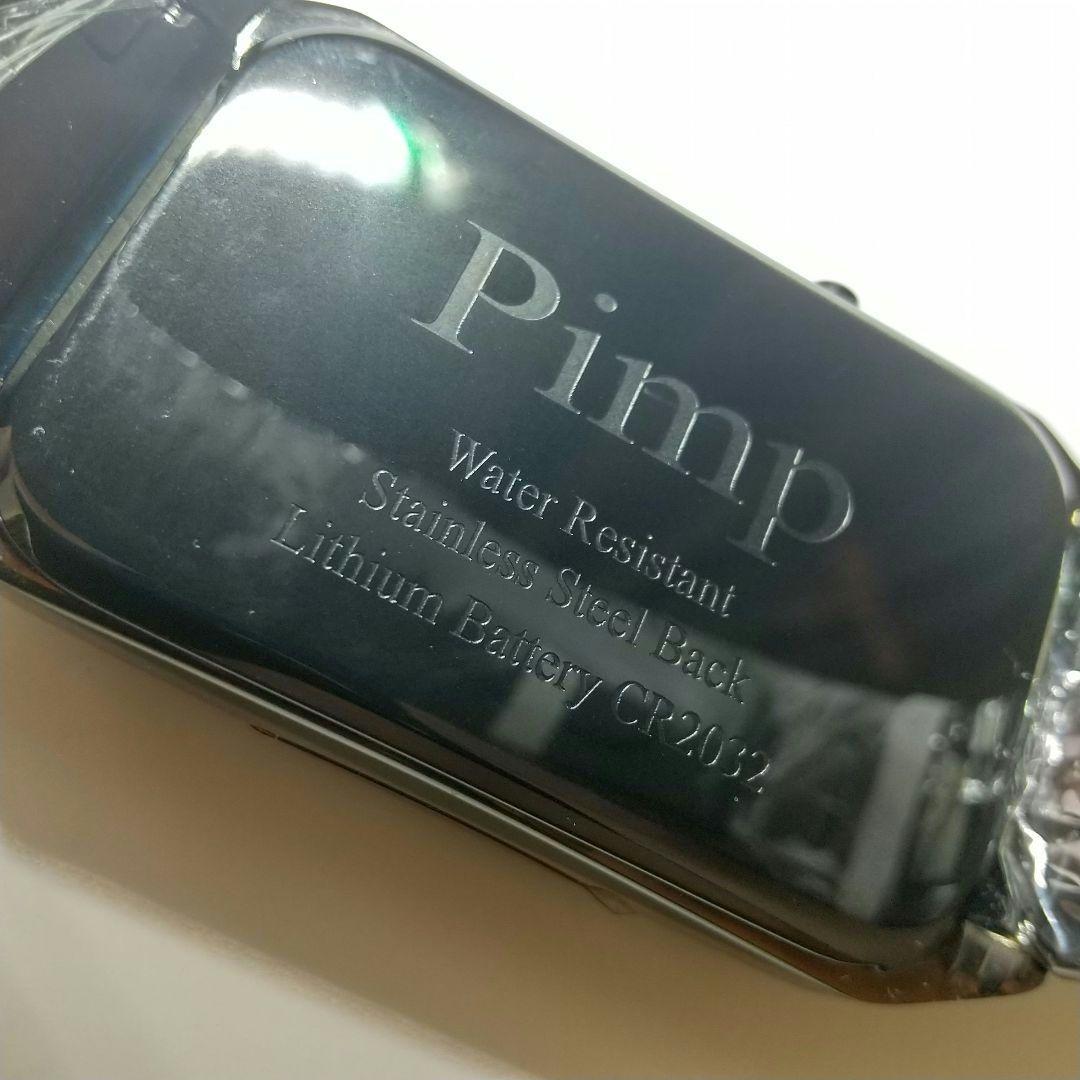 Pimp
Water Resistant
Stainless Steel Back
Lithium Battery CR2032